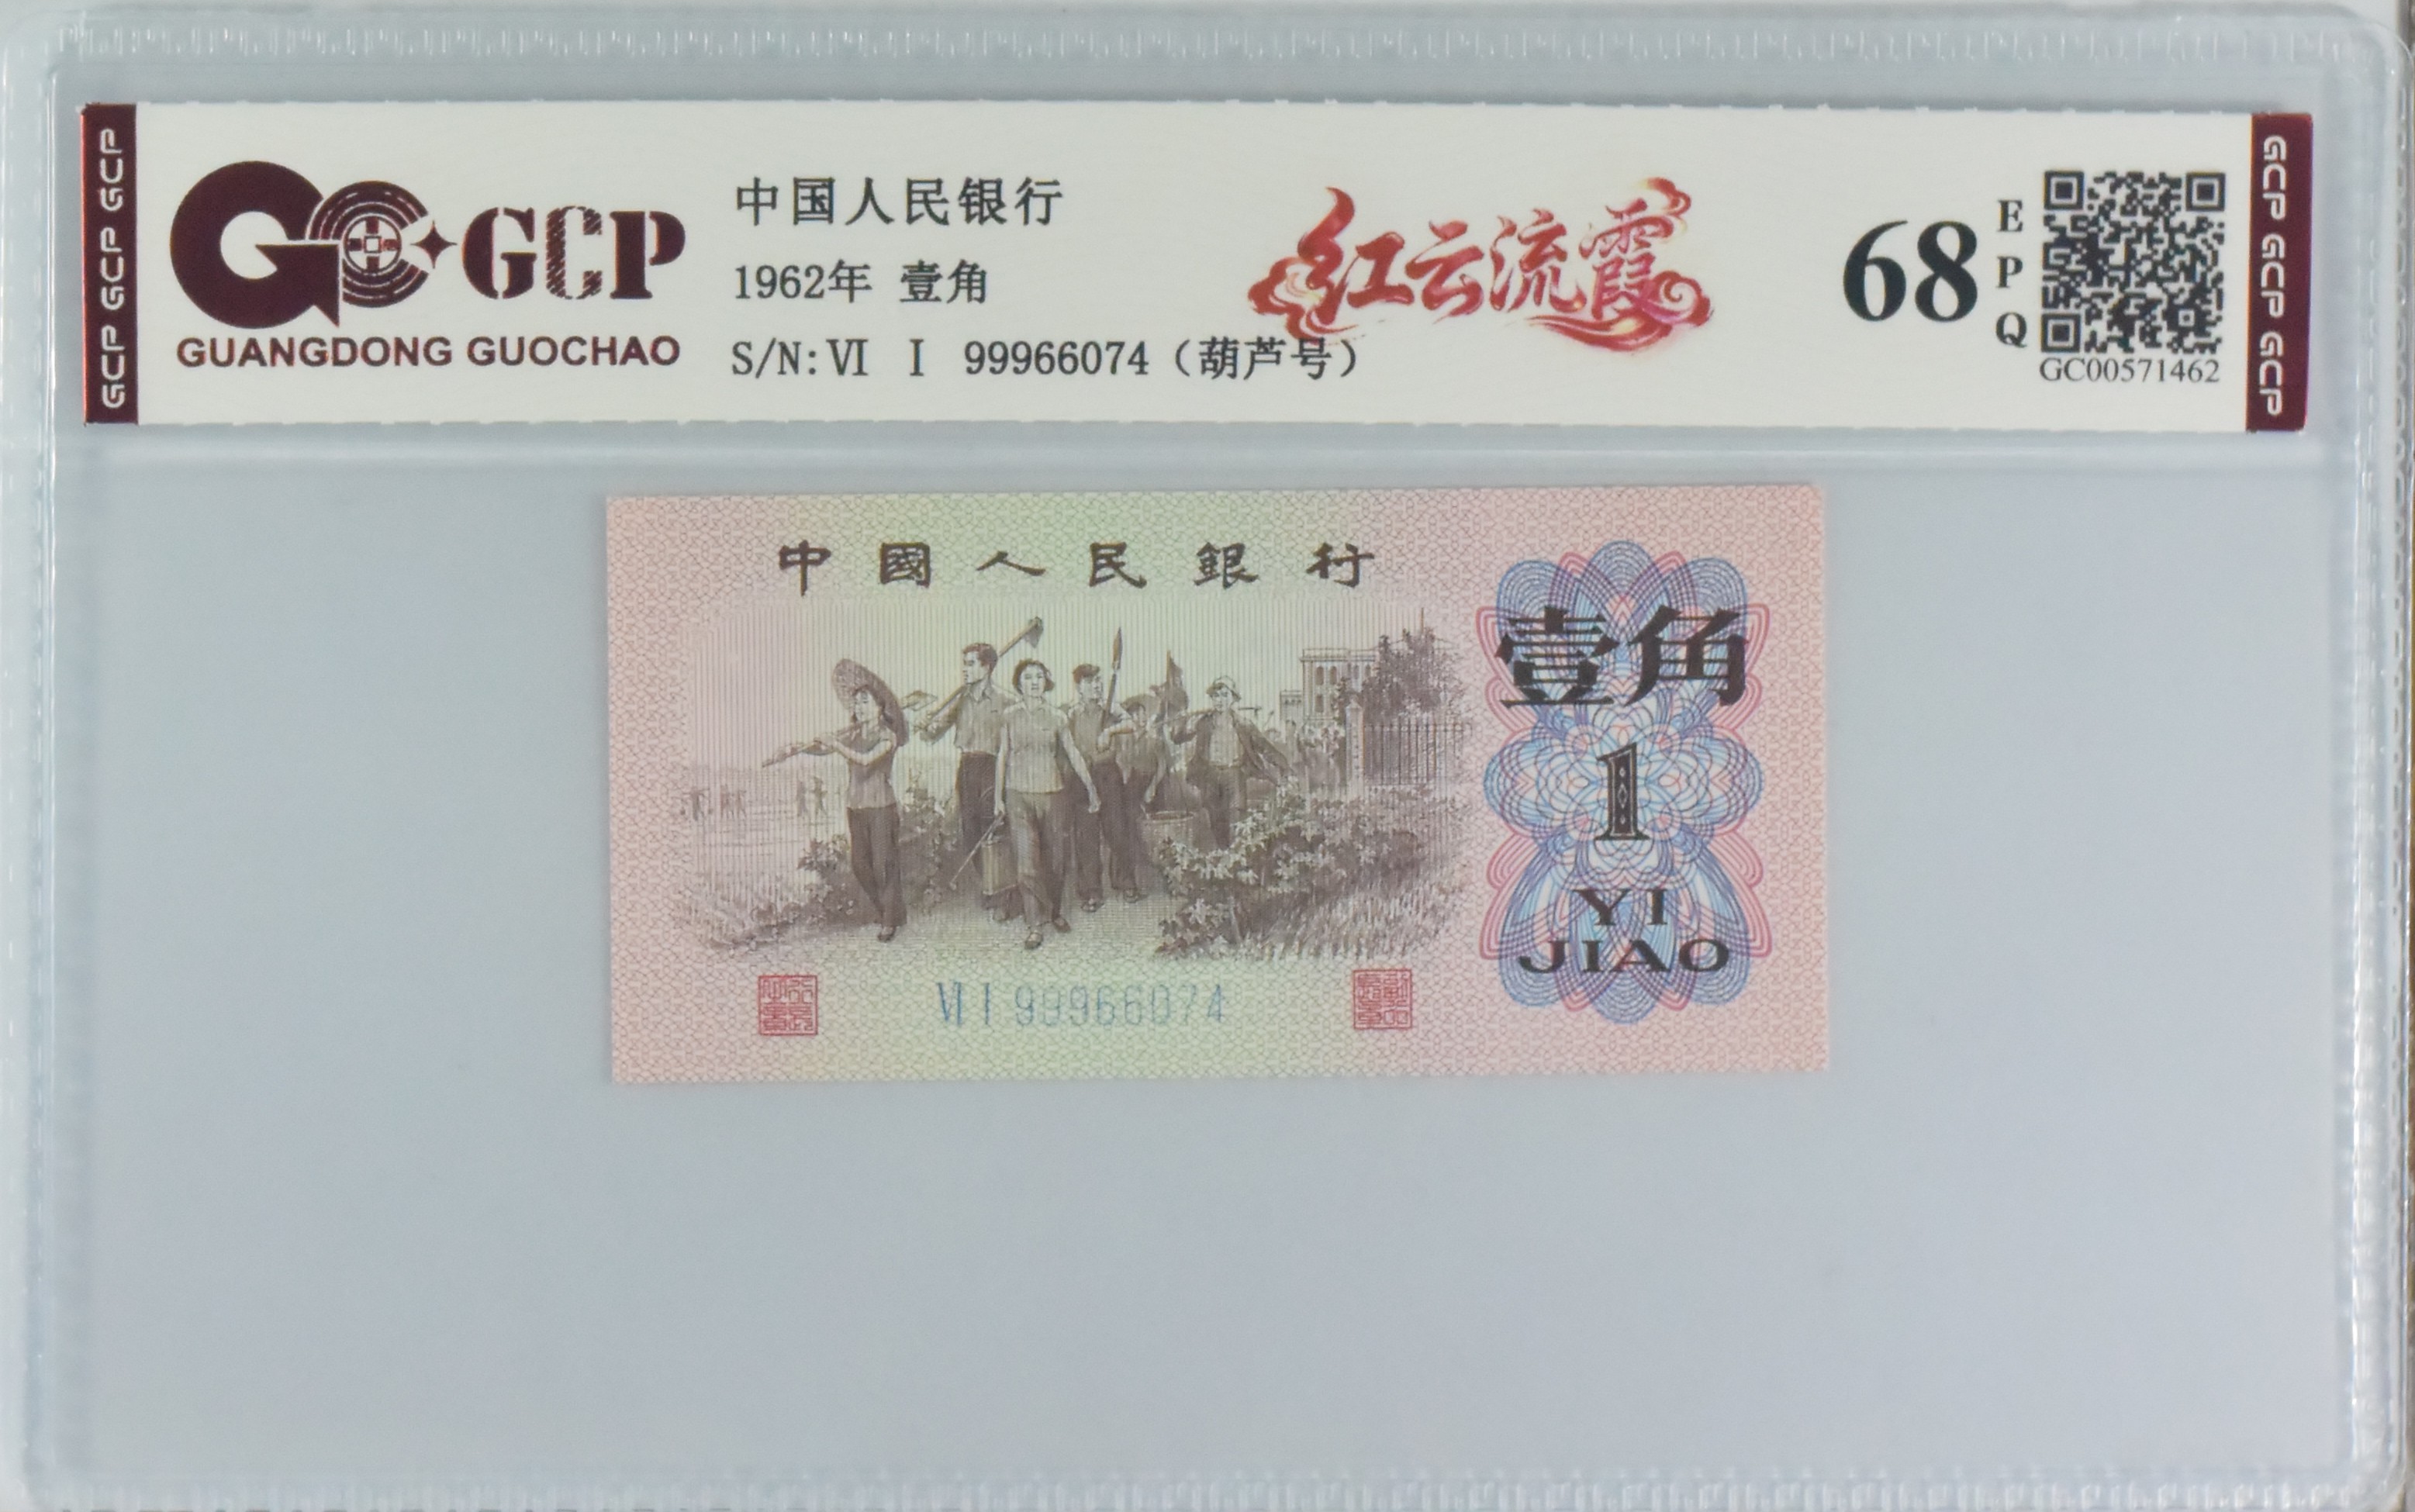 GCP GCP GCP
GCP
GUANGDONG GUOCHAO
中国人民银行
1962年 壹角
S/N:Ⅵ Ⅰ 99966074（葫芦号）
红云流霞
68
EPQ
GC00571462
GCP GCP GCP
中國人民銀行
壹角
1
YI
JIAO
Ⅵ Ⅰ 99966074